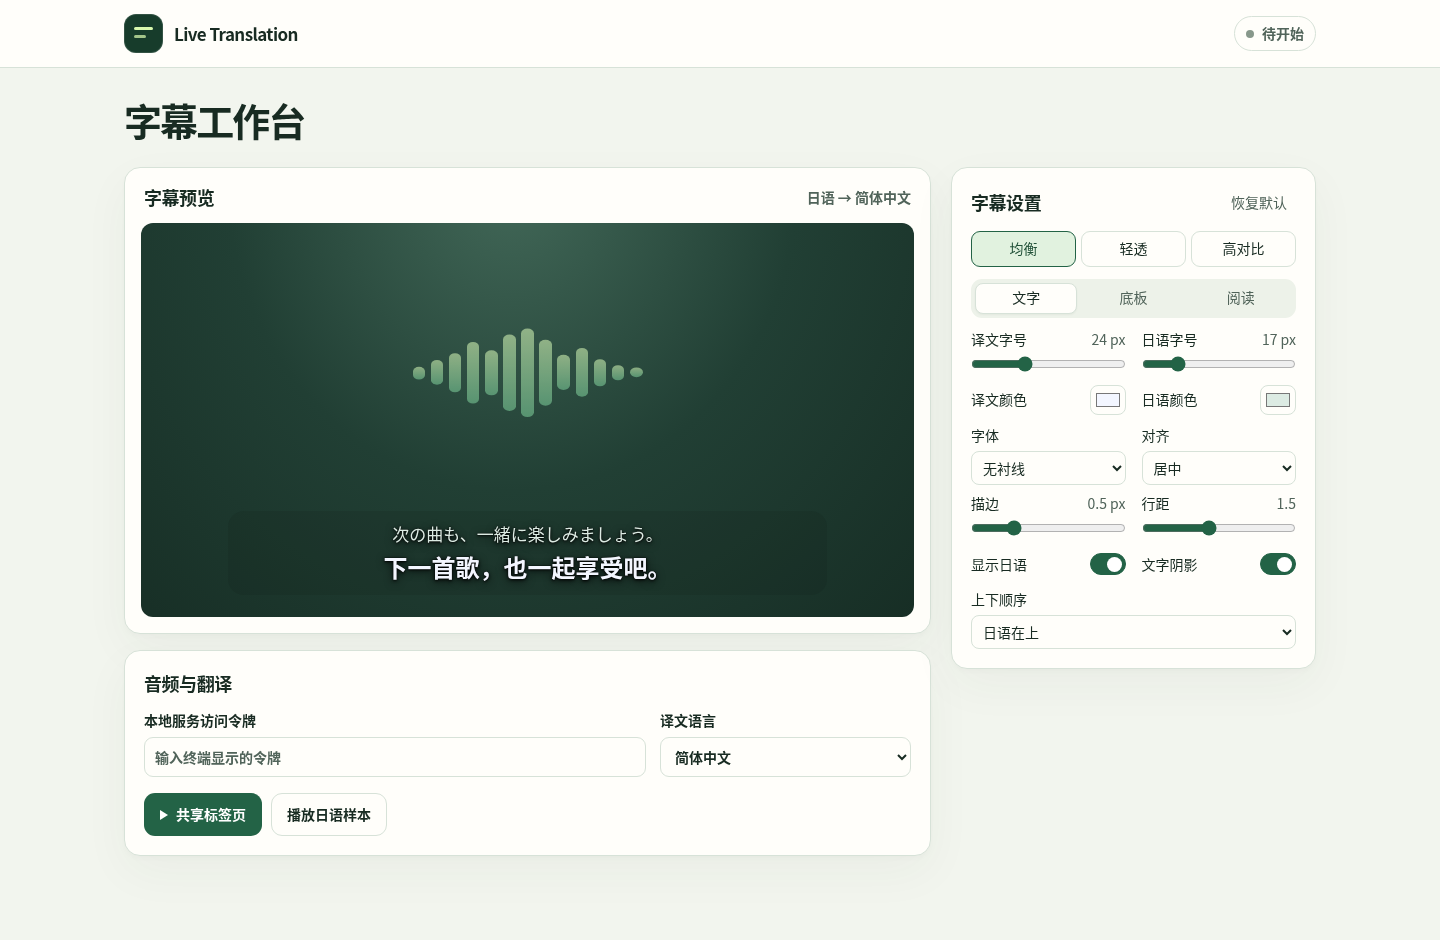 Live Translation
待开始
字幕工作台
字幕预览
日语 → 简体中文
次の曲も、一緒に楽しみましょう。
下一首歌，也一起享受吧。
音频与翻译
本地服务访问令牌
译文语言
输入终端显示的令牌
简体中文
共享标签页
播放日语样本
字幕设置
恢复默认
均衡
轻透
高对比
文字
底板
阅读
译文字号
24 px
日语字号
17 px
译文颜色
日语颜色
字体
对齐
无衬线
居中
描边
0.5 px
行距
1.5
显示日语
文字阴影
上下顺序
日语在上